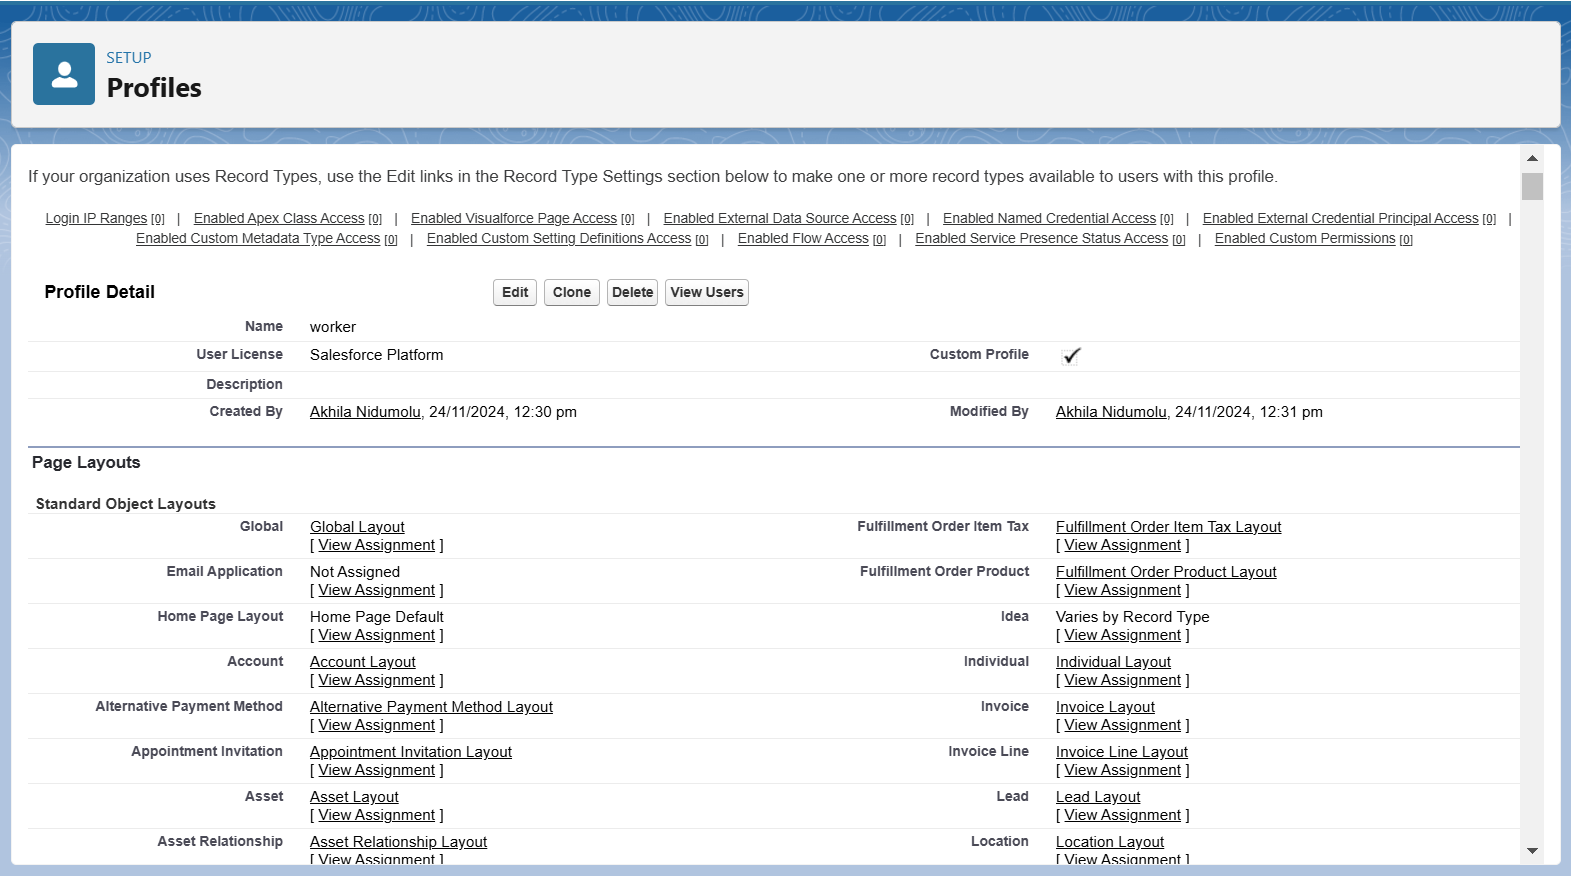 SETUP
Profiles
If your organization uses Record Types, use the Edit links in the Record Type Settings section below to make one or more record types available to users with this profile.
Login IP Ranges [0] | Enabled Apex Class Access [0] | Enabled Visualforce Page Access [0] | Enabled External Data Source Access [0] | Enabled Named Credential Access [0] | Enabled External Credential Principal Access [0] |
Enabled Custom Metadata Type Access [0] | Enabled Custom Setting Definitions Access [0] | Enabled Flow Access [0] | Enabled Service Presence Status Access [0] | Enabled Custom Permissions [0]
Profile Detail Edit Clone Delete View Users
Name worker
User License Salesforce Platform Custom Profile
Description
Created By Akhila Nidumolu, 24/11/2024, 12:30 pm Modified By Akhila Nidumolu, 24/11/2024, 12:31 pm
Page Layouts
Standard Object Layouts
Global Global Layout Fulfillment Order Item Tax Fulfillment Order Item Tax Layout
[ View Assignment ] [ View Assignment ]
Email Application Not Assigned Fulfillment Order Product Fulfillment Order Product Layout
[ View Assignment ] [ View Assignment ]
Home Page Layout Home Page Default Idea Varies by Record Type
[ View Assignment ] [ View Assignment ]
Account Account Layout Individual Individual Layout
[ View Assignment ] [ View Assignment ]
Alternative Payment Method Alternative Payment Method Layout Invoice Invoice Layout
[ View Assignment ] [ View Assignment ]
Appointment Invitation Appointment Invitation Layout Invoice Line Invoice Line Layout
[ View Assignment ] [ View Assignment ]
Asset Asset Layout Lead Lead Layout
[ View Assignment ] [ View Assignment ]
Asset Relationship Asset Relationship Layout Location Location Layout
[ View Assignment ] [ View Assignment ]